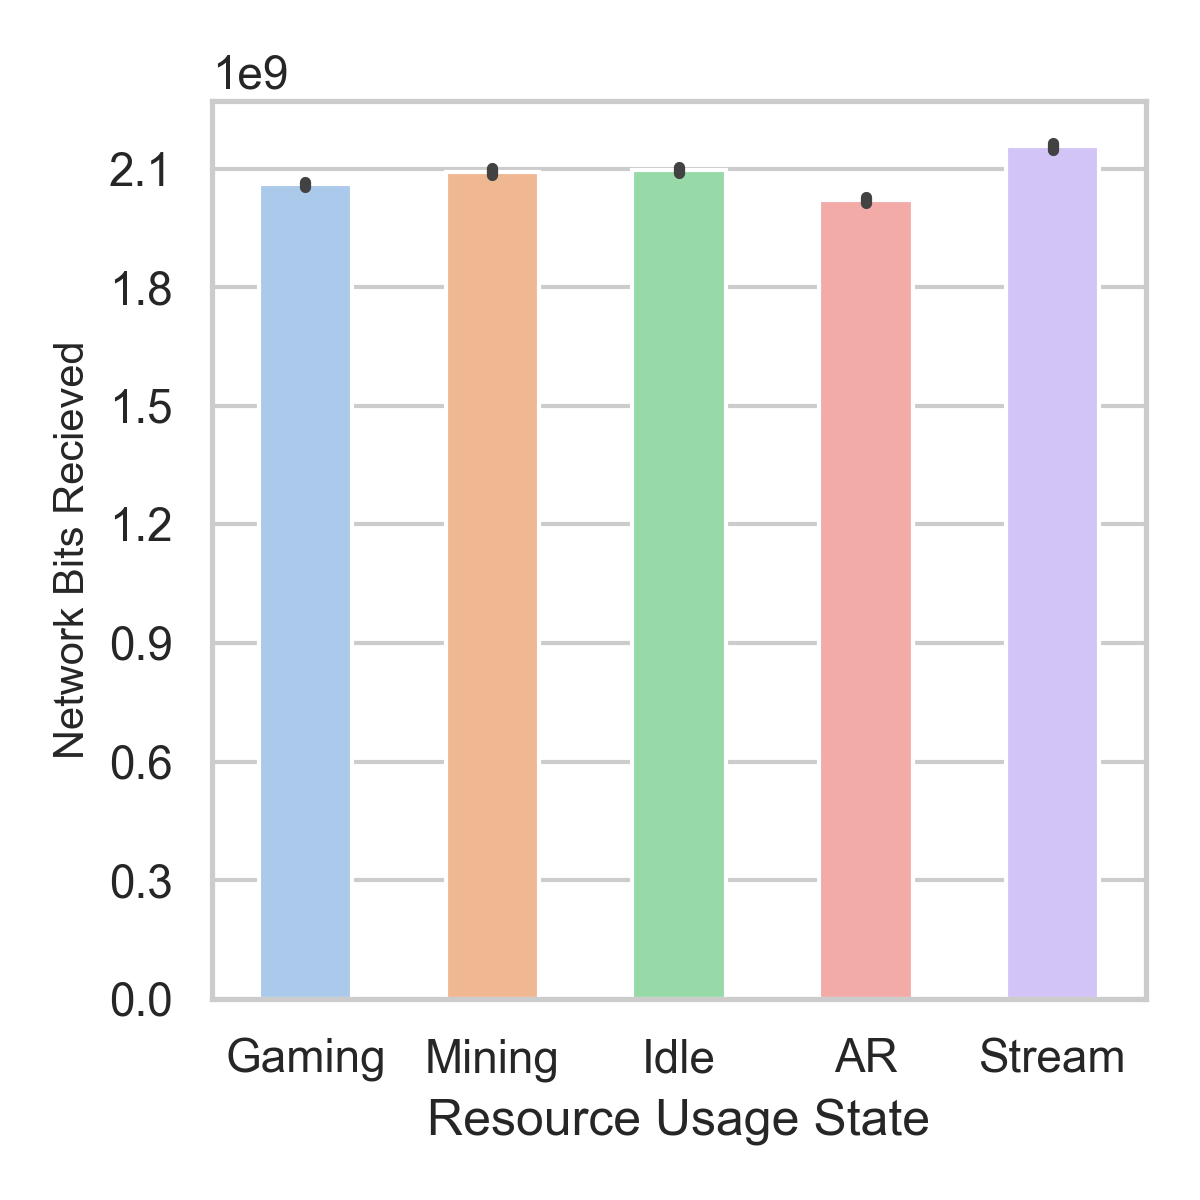 1e9
2.1
1.8
1.5
1.2
0.9
0.6
0.3
0.0
Network Bits Recieved
Gaming Mining Idle AR Stream
Resource Usage State